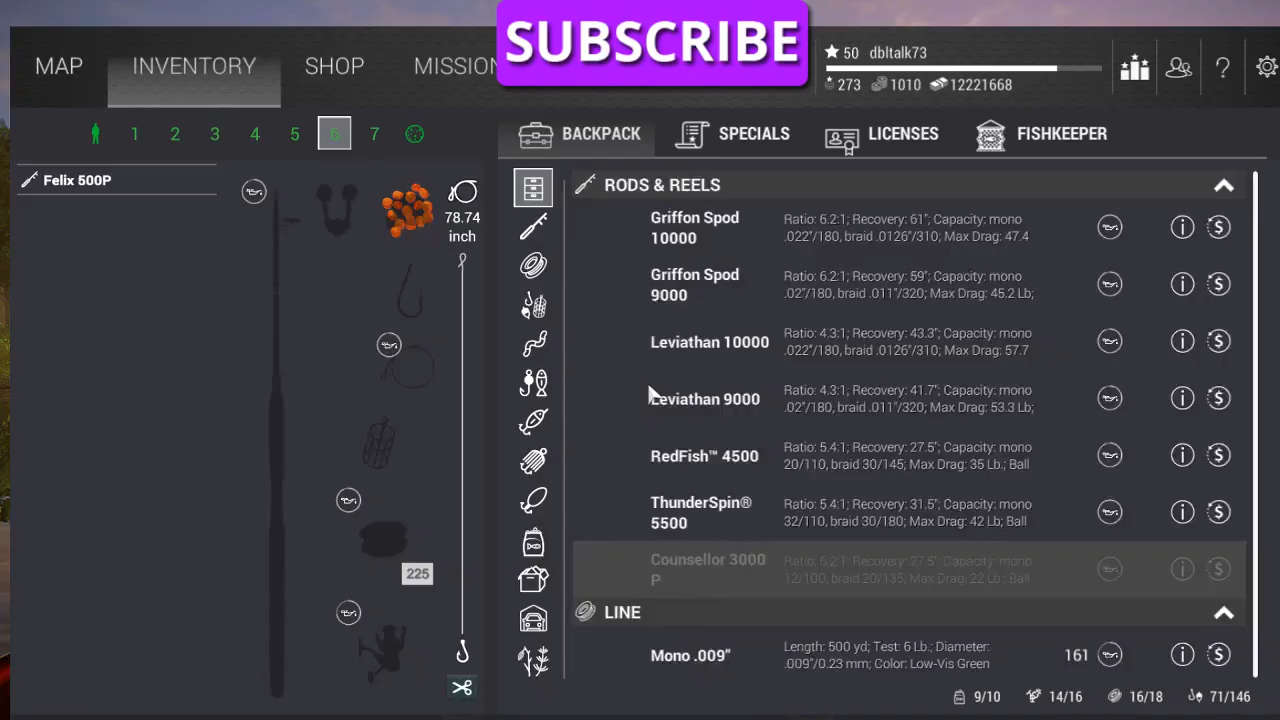 SUBSCRIBE
MAP
INVENTORY
SHOP
MISSION
50 dbltalk73
273 1010 12221668
?
1 2 3 4 5 6 7
BACKPACK
SPECIALS
LICENSES
FISHKEEPER
Felix 500P
78.74
inch
225
RODS & REELS
Griffon Spod
10000
Ratio: 6.2:1; Recovery: 61"; Capacity: mono
.022"/180, braid .0126"/310; Max Drag: 47.4
Griffon Spod
9000
Ratio: 6.2:1; Recovery: 59"; Capacity: mono
.02"/180, braid .011"/320; Max Drag: 45.2 Lb;
Leviathan 10000
Ratio: 4.3:1; Recovery: 43.3"; Capacity: mono
.022"/180, braid .0126"/310; Max Drag: 57.7
Leviathan 9000
Ratio: 4.3:1; Recovery: 41.7"; Capacity: mono
.02"/180, braid .011"/320; Max Drag: 53.3 Lb;
RedFish™ 4500
Ratio: 5.4:1; Recovery: 27.5"; Capacity: mono
20/110, braid 30/145; Max Drag: 35 Lb.; Ball
ThunderSpin®
5500
Ratio: 5.4:1; Recovery: 31.5"; Capacity: mono
32/110, braid 30/180; Max Drag: 42 Lb; Ball
Counsellor 3000
P
Ratio: 6.2:1; Recovery: 27.5"; Capacity: mono
12/100, braid 20/135; Max Drag: 22 Lb.; Ball
LINE
Mono .009"
Length: 500 yd; Test: 6 Lb.; Diameter:
.009"/0.23 mm; Color: Low-Vis Green
161
9/10 14/16 16/18 71/146